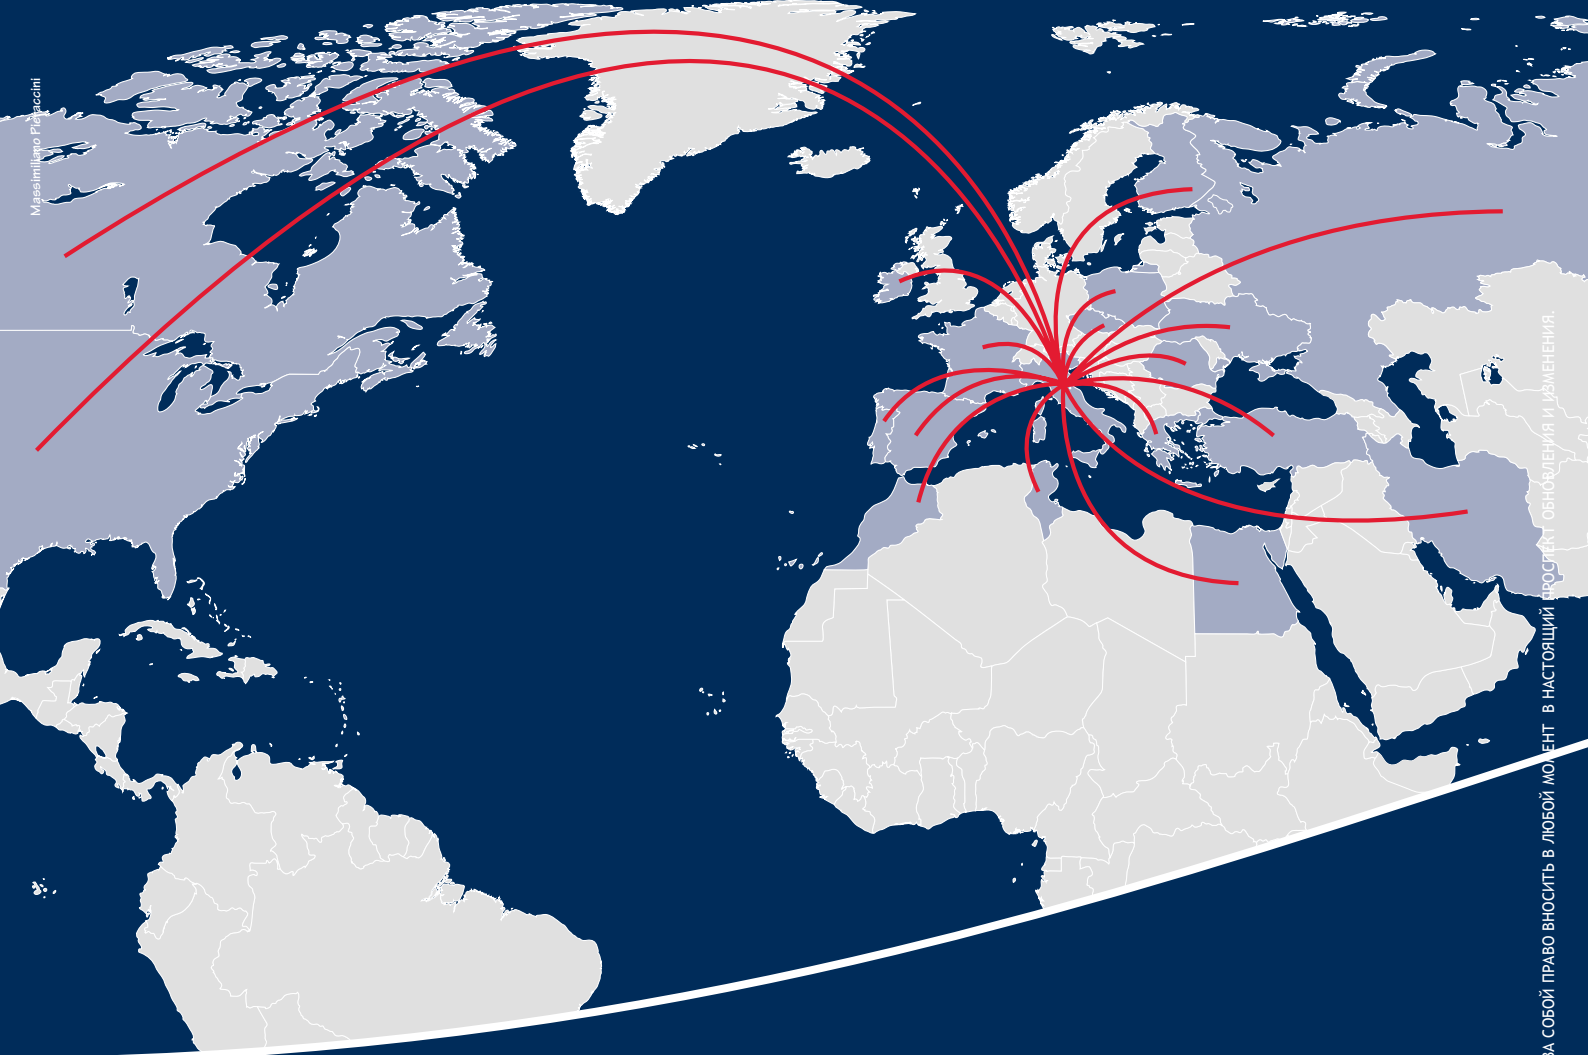 Massimiliano Pieraccini
ЗА СОБОЙ ПРАВО ВНОСИТЬ В ЛЮБОЙ МОМЕНТ В НАСТОЯЩИЙ ПРОСПЕКТ ОБНОВЛЕНИЯ И ИЗМЕНЕНИЯ.